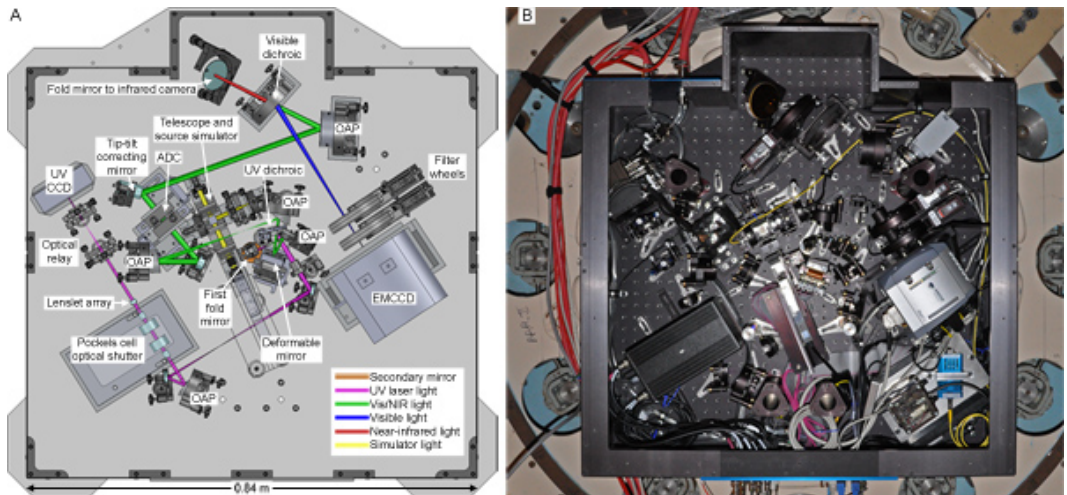 A
B
Visible
dichroic
Fold mirror to infrared camera
Telescope and
source simulator
OAP
Tip-tilt
correcting
mirror
ADC
UV dichroic
Filter
wheels
UV
CCD
OAP
OAP
Optical
relay
OAP
EMCCD
Lenslet array
First
fold
mirror
Pockels cell
optical shutter
Deformable
mirror
OAP
Secondary mirror
UV laser light
Vis/NIR light
Visible light
Near-infrared light
Simulator light
0.84 m